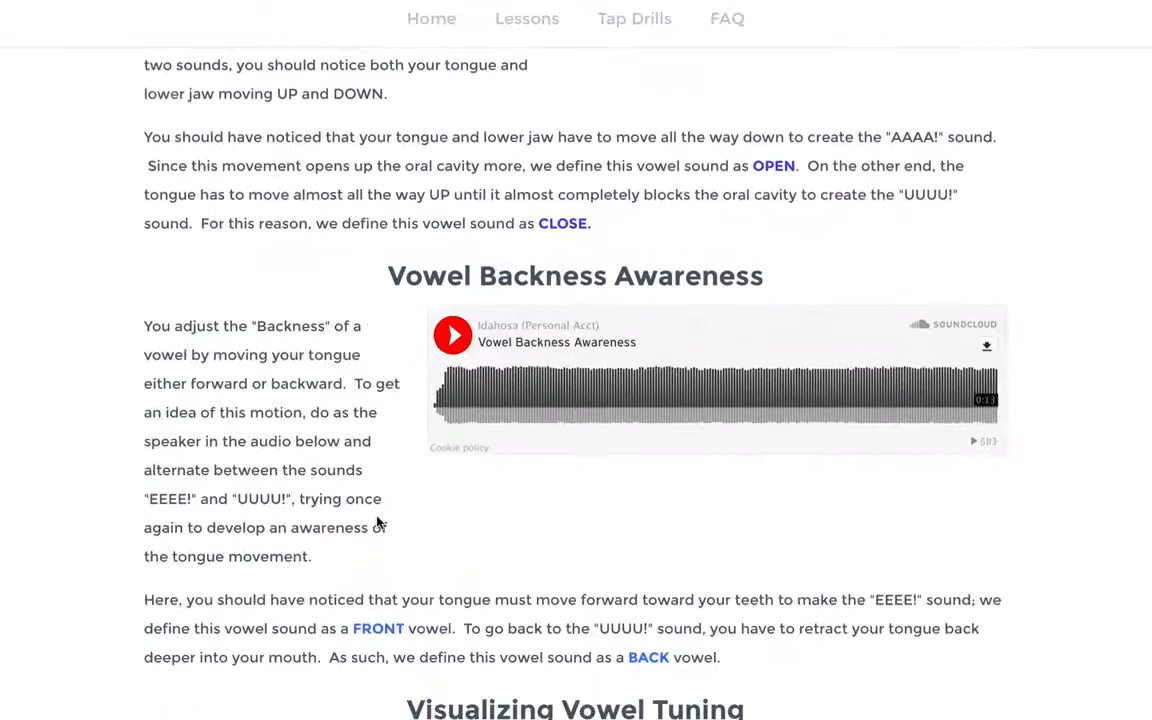 Home Lessons Tap Drills FAQ
two sounds, you should notice both your tongue and
lower jaw moving UP and DOWN.
You should have noticed that your tongue and lower jaw have to move all the way down to create the "AAAA!" sound.
Since this movement opens up the oral cavity more, we define this vowel sound as OPEN. On the other end, the
tongue has to move almost all the way UP until it almost completely blocks the oral cavity to create the "UUUU!"
sound. For this reason, we define this vowel sound as CLOSE.
Vowel Backness Awareness
You adjust the "Backness" of a
vowel by moving your tongue
either forward or backward. To get
an idea of this motion, do as the
speaker in the audio below and
alternate between the sounds
"EEEE!" and "UUUU!", trying once
again to develop an awareness of
the tongue movement.
Idahosa (Personal Acct)
Vowel Backness Awareness
SOUNDCLOUD
0:13
Cookie policy
Here, you should have noticed that your tongue must move forward toward your teeth to make the "EEEE!" sound; we
define this vowel sound as a FRONT vowel. To go back to the "UUUU!" sound, you have to retract your tongue back
deeper into your mouth. As such, we define this vowel sound as a BACK vowel.
Visualizing Vowel Tuning